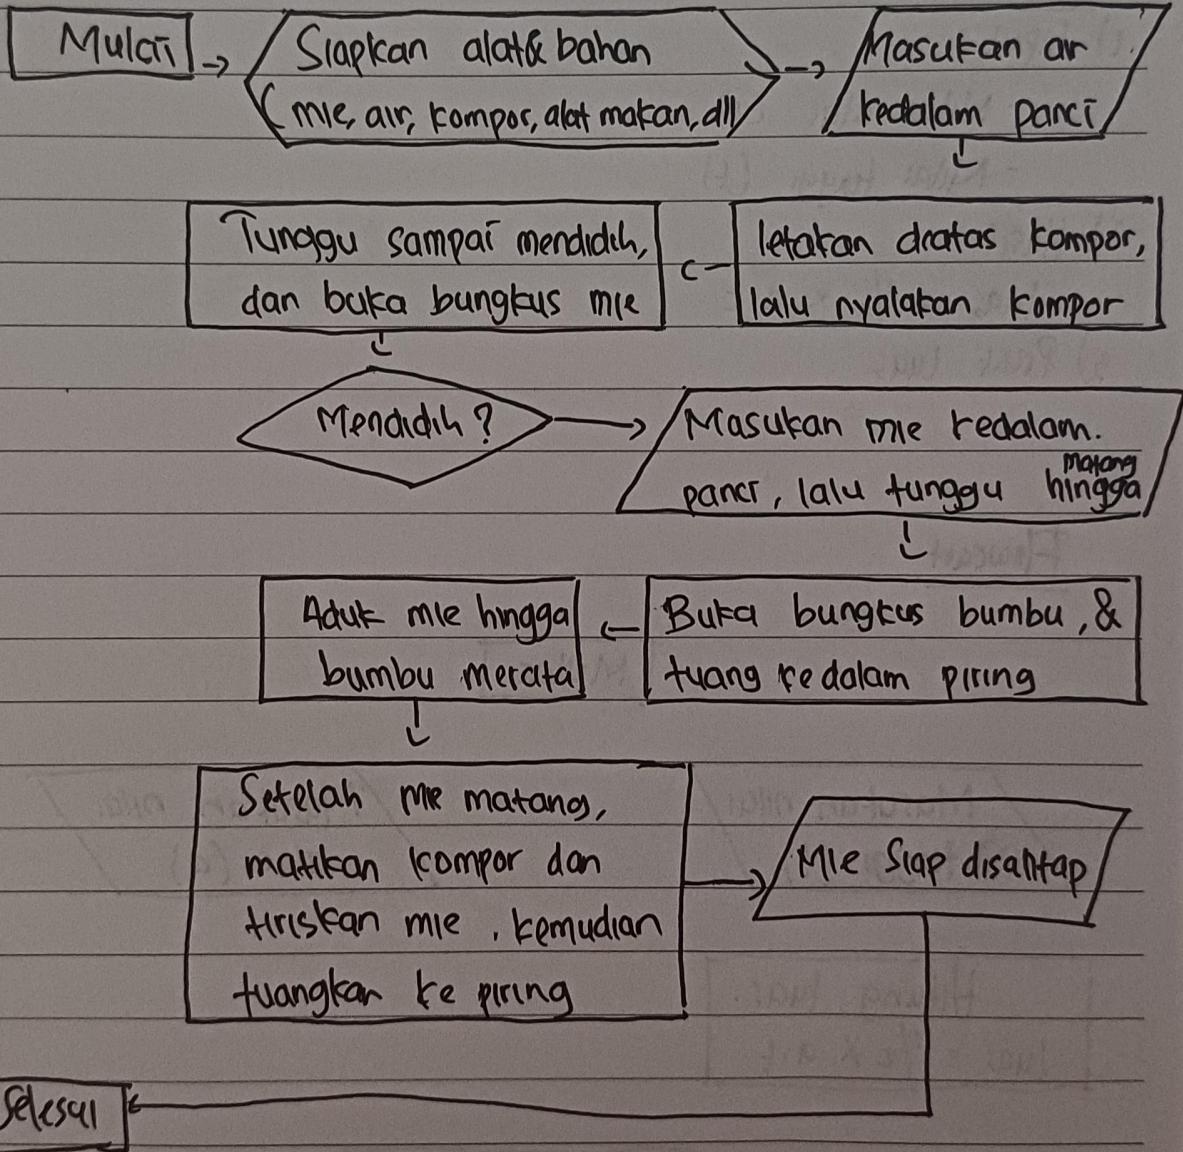 Mulai
Siapkan alat & bahan
(mie, air, kompor, alat makan, dll)
Masukan air
kedalam panci
letakan diatas kompor,
lalu nyalakan kompor
Tunggu sampai mendidih,
dan buka bungkus mie
Mendidih?
Masukan mie kedalam.
panci, lalu tunggu hingga
matang
Buka bungkus bumbu, &
tuang kedalam piring
Aduk mie hingga
bumbu merata
Setelah mie matang,
matikan kompor dan
tiriskan mie, kemudian
tuangkan ke piring
Mie siap disantap
Selesai